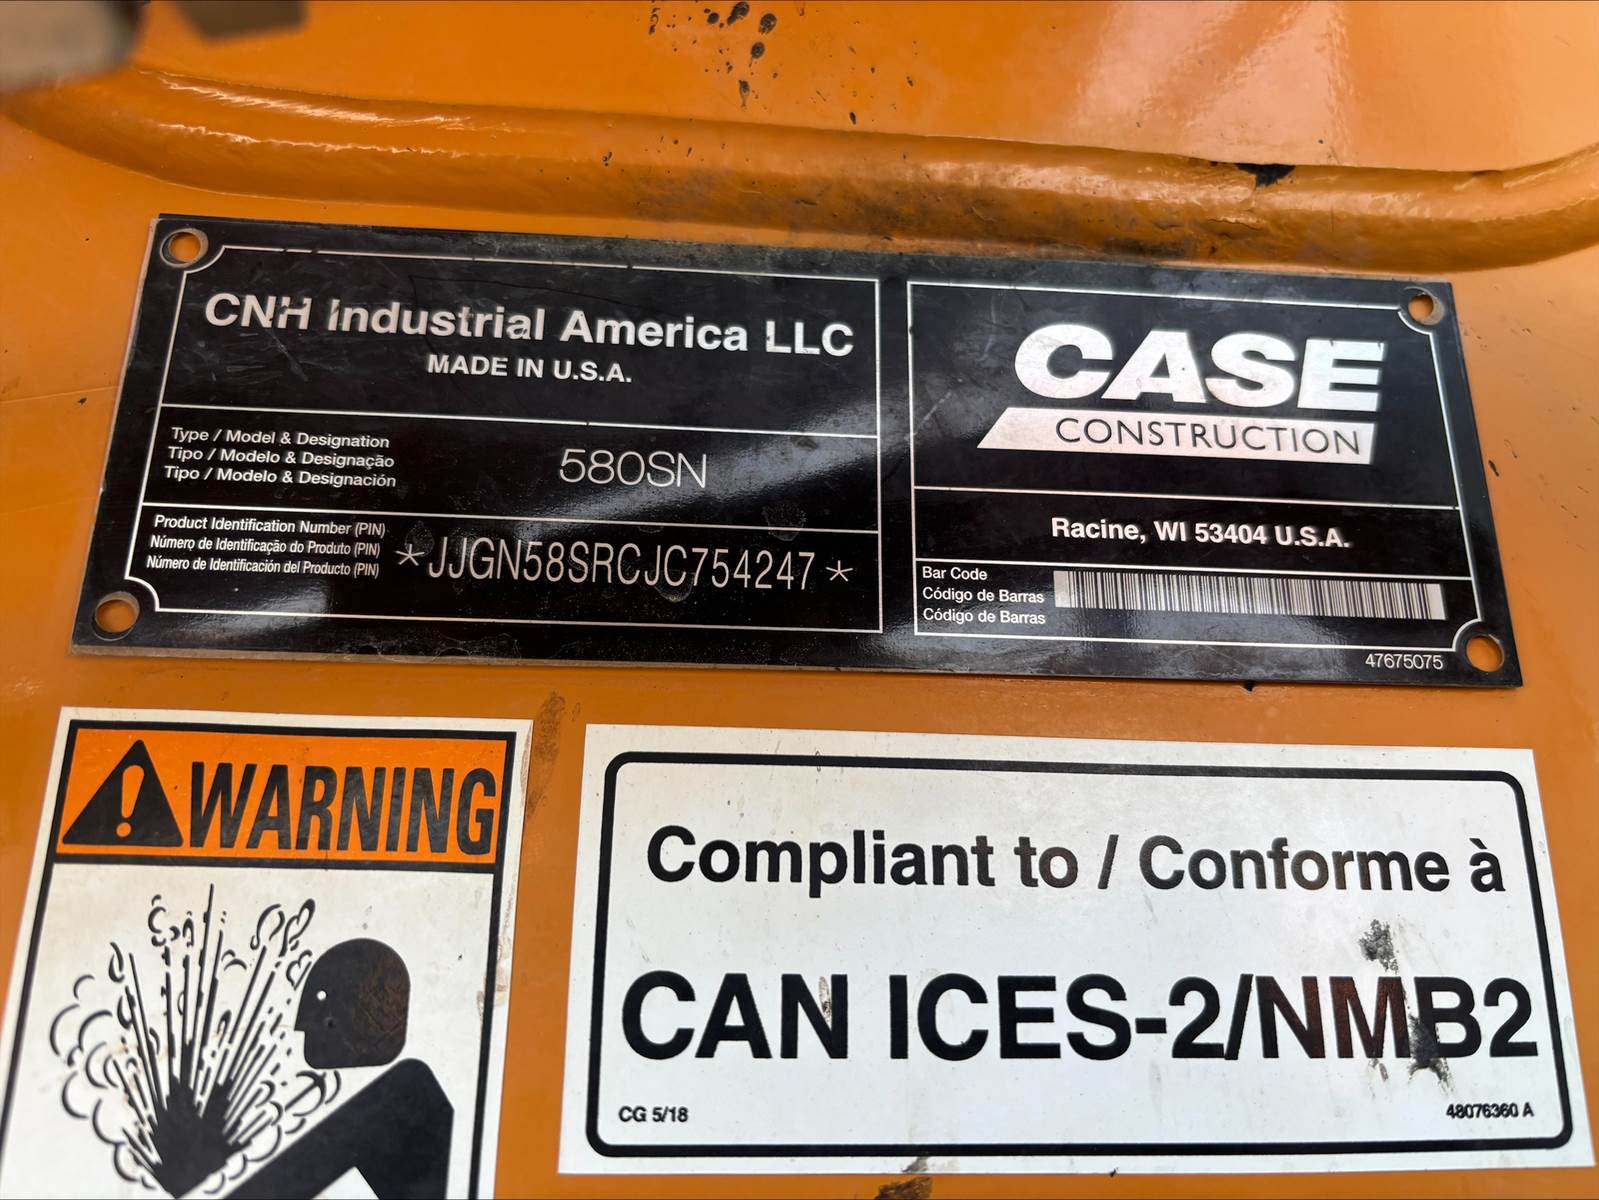 CNH Industrial America LLC
MADE IN U.S.A.
Type / Model & Designation
Tipo / Modelo & Designação
Tipo / Modelo & Designación
580SN
Product Identification Number (PIN)
Número de Identificação do Produto (PIN)
Número de Identificación del Producto (PIN)
*JJGN58SRCJC754247*
CASE
CONSTRUCTION
Racine, WI 53404 U.S.A.
Bar Code
Código de Barras
Código de Barras
47675075
WARNING
Compliant to / Conforme à
CAN ICES-2/NMB2
CG 5/18
48076360 A